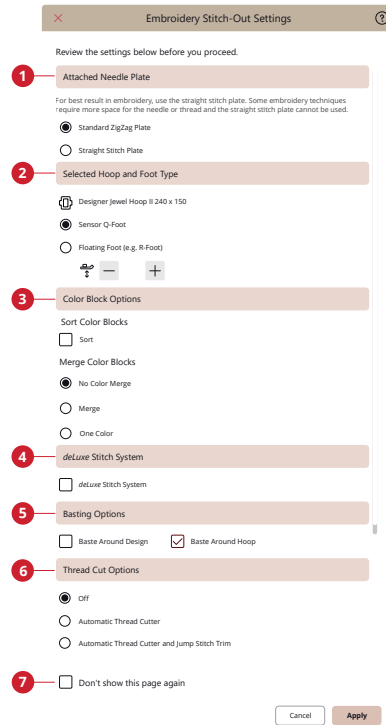 Embroidery Stitch-Out Settings
?
Review the settings below before you proceed.
1
Attached Needle Plate
For best result in embroidery, use the straight stitch plate. Some embroidery techniques
require more space for the needle or thread and the straight stitch plate cannot be used.
Standard ZigZag Plate
Straight Stitch Plate
2
Selected Hoop and Foot Type
Designer Jewel Hoop II 240 x 150
Sensor Q-Foot
Floating Foot (e.g. R-Foot)
3
Color Block Options
Sort Color Blocks
Sort
Merge Color Blocks
No Color Merge
Merge
One Color
4
deLuxe Stitch System
deLuxe Stitch System
5
Basting Options
Baste Around Design Baste Around Hoop
6
Thread Cut Options
Off
Automatic Thread Cutter
Automatic Thread Cutter and Jump Stitch Trim
7
Don't show this page again
Cancel Apply